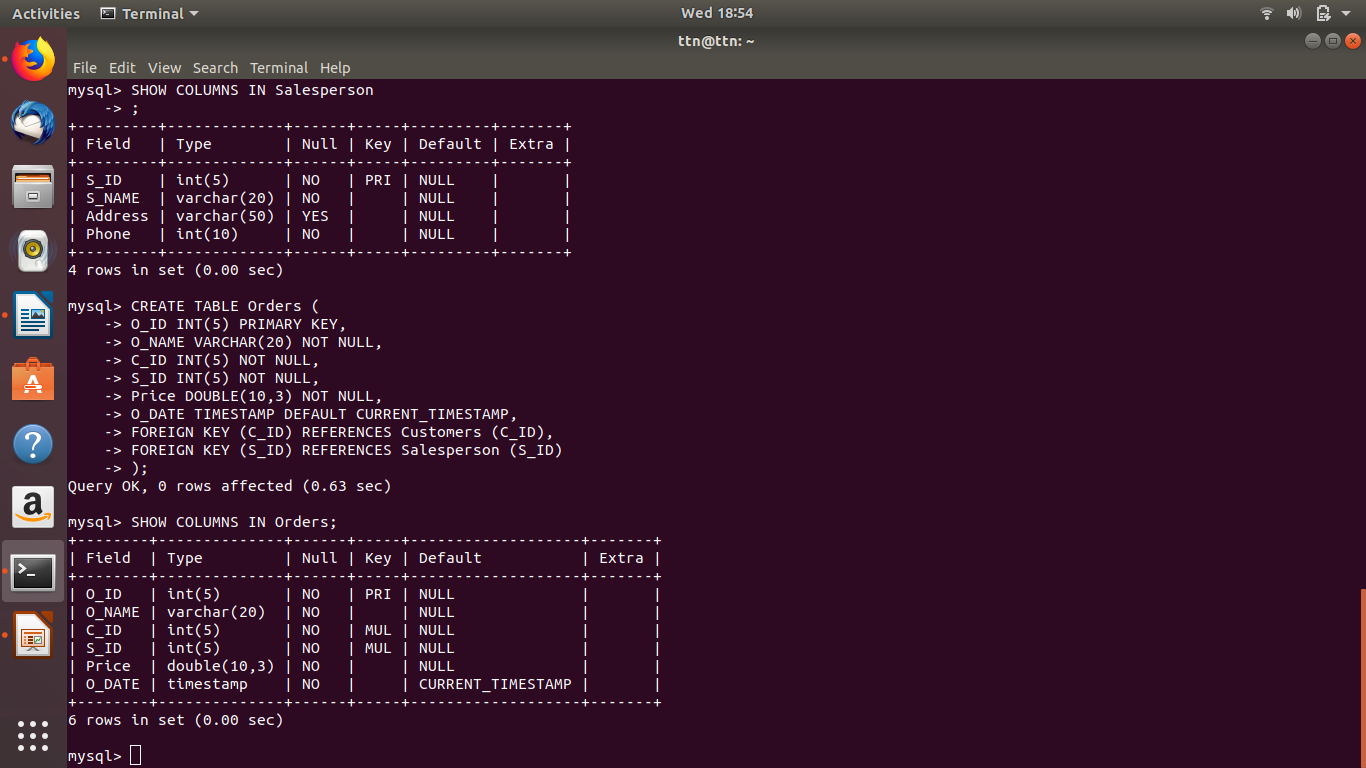 Activities Terminal Wed 18:54
ttn@ttn: ~
File Edit View Search Terminal Help
mysql> SHOW COLUMNS IN Salesperson
    -> ;
+---------+-------------+------+-----+---------+-------+
| Field   | Type        | Null | Key | Default | Extra |
+---------+-------------+------+-----+---------+-------+
| S_ID    | int(5)      | NO   | PRI | NULL    |       |
| S_NAME  | varchar(20) | NO   |     | NULL    |       |
| Address | varchar(50) | YES  |     | NULL    |       |
| Phone   | int(10)     | NO   |     | NULL    |       |
+---------+-------------+------+-----+---------+-------+
4 rows in set (0.00 sec)

mysql> CREATE TABLE Orders (
    -> O_ID INT(5) PRIMARY KEY,
    -> O_NAME VARCHAR(20) NOT NULL,
    -> C_ID INT(5) NOT NULL,
    -> S_ID INT(5) NOT NULL,
    -> Price DOUBLE(10,3) NOT NULL,
    -> O_DATE TIMESTAMP DEFAULT CURRENT_TIMESTAMP,
    -> FOREIGN KEY (C_ID) REFERENCES Customers (C_ID),
    -> FOREIGN KEY (S_ID) REFERENCES Salesperson (S_ID)
    -> );
Query OK, 0 rows affected (0.63 sec)

mysql> SHOW COLUMNS IN Orders;
+--------+--------------+------+-----+-------------------+-------+
| Field  | Type         | Null | Key | Default           | Extra |
+--------+--------------+------+-----+-------------------+-------+
| O_ID   | int(5)       | NO   | PRI | NULL              |       |
| O_NAME | varchar(20)  | NO   |     | NULL              |       |
| C_ID   | int(5)       | NO   | MUL | NULL              |       |
| S_ID   | int(5)       | NO   | MUL | NULL              |       |
| Price  | double(10,3) | NO   |     | NULL              |       |
| O_DATE | timestamp    | NO   |     | CURRENT_TIMESTAMP |       |
+--------+--------------+------+-----+-------------------+-------+
6 rows in set (0.00 sec)

mysql>